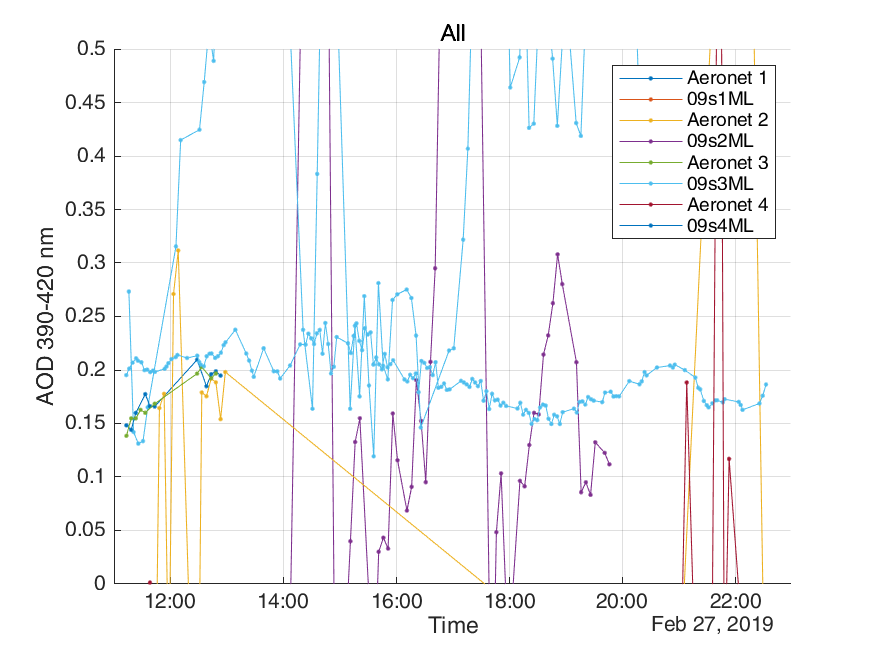 All
0.5
0.45
0.4
0.35
0.3
0.25
0.2
0.15
0.1
0.05
0
AOD 390-420 nm
Aeronet 1
09s1ML
Aeronet 2
09s2ML
Aeronet 3
09s3ML
Aeronet 4
09s4ML
12:00 14:00 16:00 18:00 20:00 22:00
Time
Feb 27, 2019